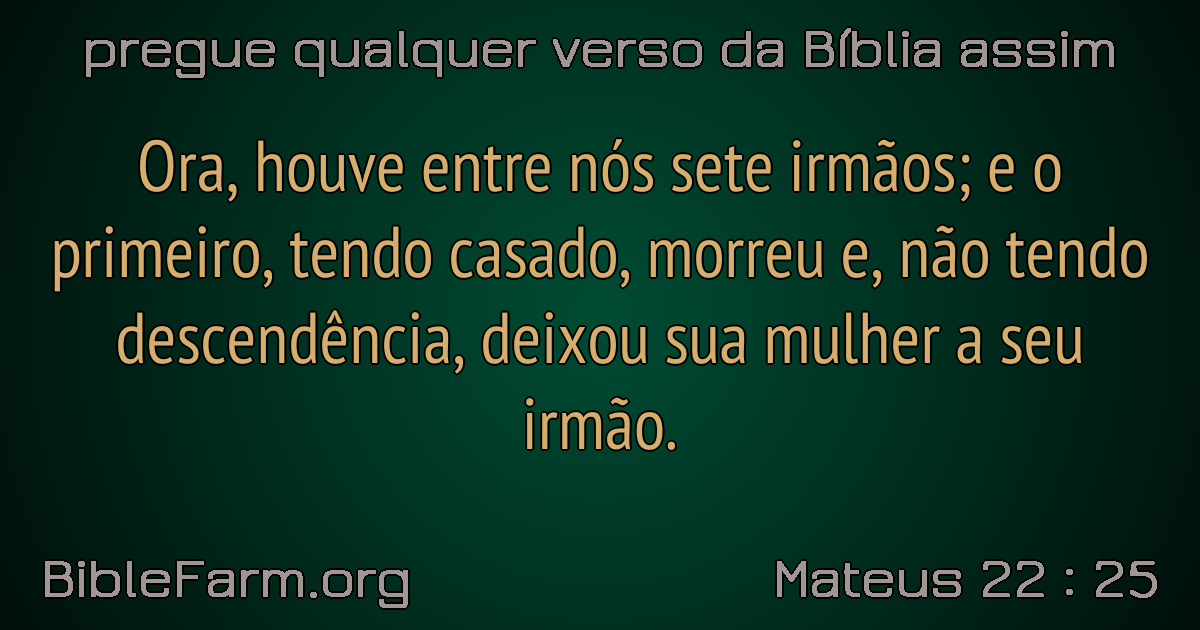 pregue qualquer verso da Bíblia assim
Ora, houve entre nós sete irmãos; e o
primeiro, tendo casado, morreu e, não tendo
descendência, deixou sua mulher a seu
irmão.
BibleFarm.org
Mateus 22 : 25